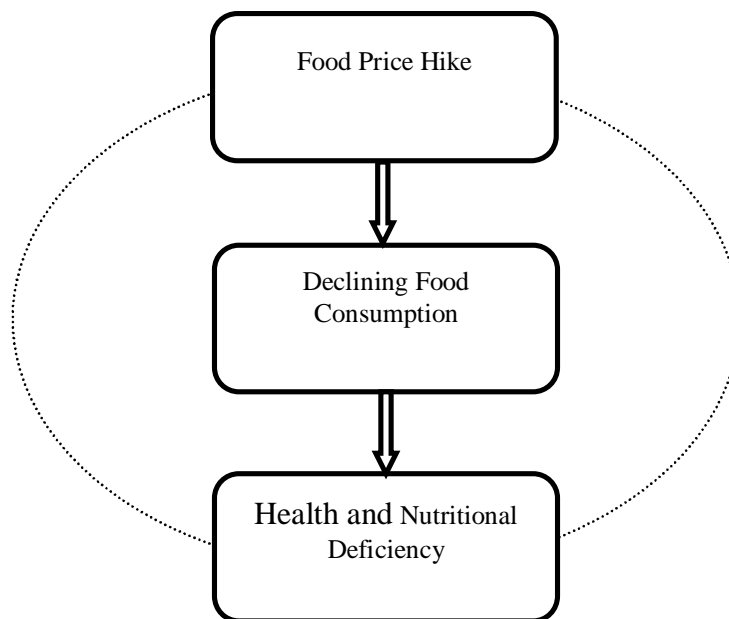 Food Price Hike
Declining Food
Consumption
Health and Nutritional
Deficiency